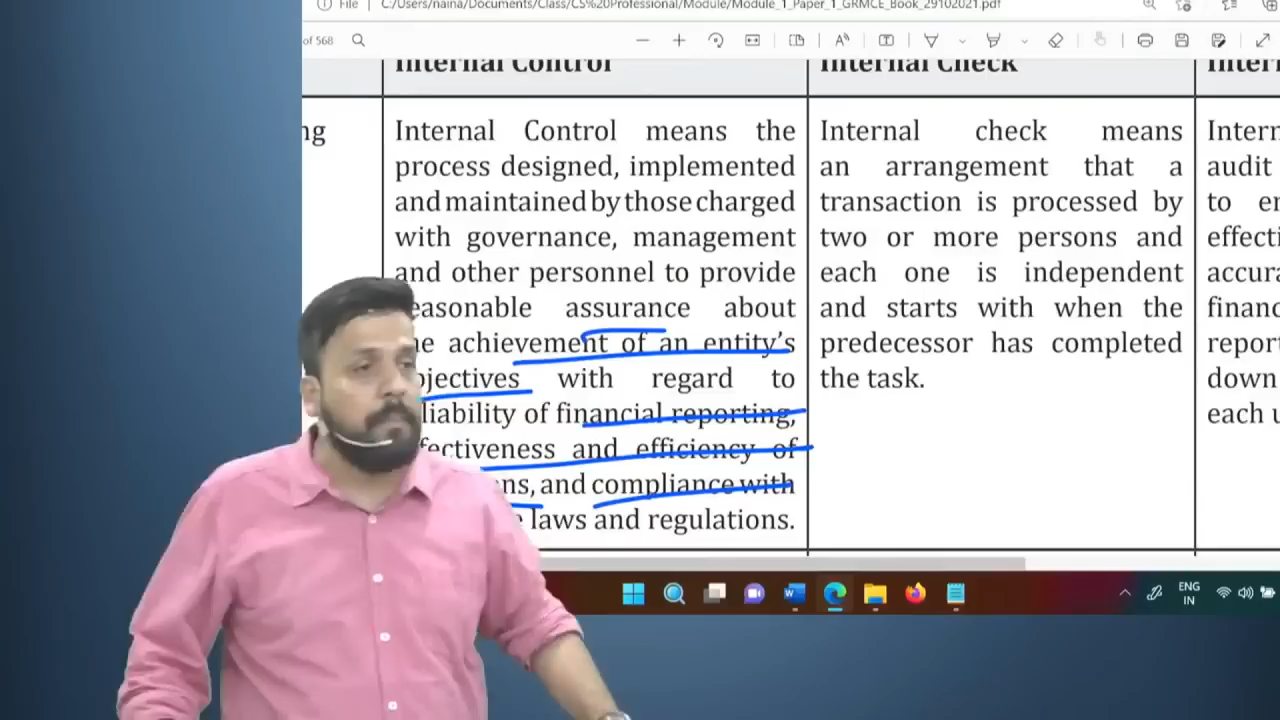 File C:/Users/naina/Documents/Class/CS%20Professional/Module/Module_1_Paper_1_GRMCE_Book_29102021.pdf
of 568
Internal Control
Internal Check
ng
Internal Control means the
process designed, implemented
and maintained by those charged
with governance, management
and other personnel to provide
easonable assurance about
achievement of an entity's
jectives with regard to
liability of financial reporting,
fectiveness and efficiency of
ns, and compliance with
laws and regulations.
Internal check means
an arrangement that a
transaction is processed by
two or more persons and
each one is independent
and starts with when the
predecessor has completed
the task.
Intern
audit
to en
effecti
accura
financ
report
down
each u
ENG
IN